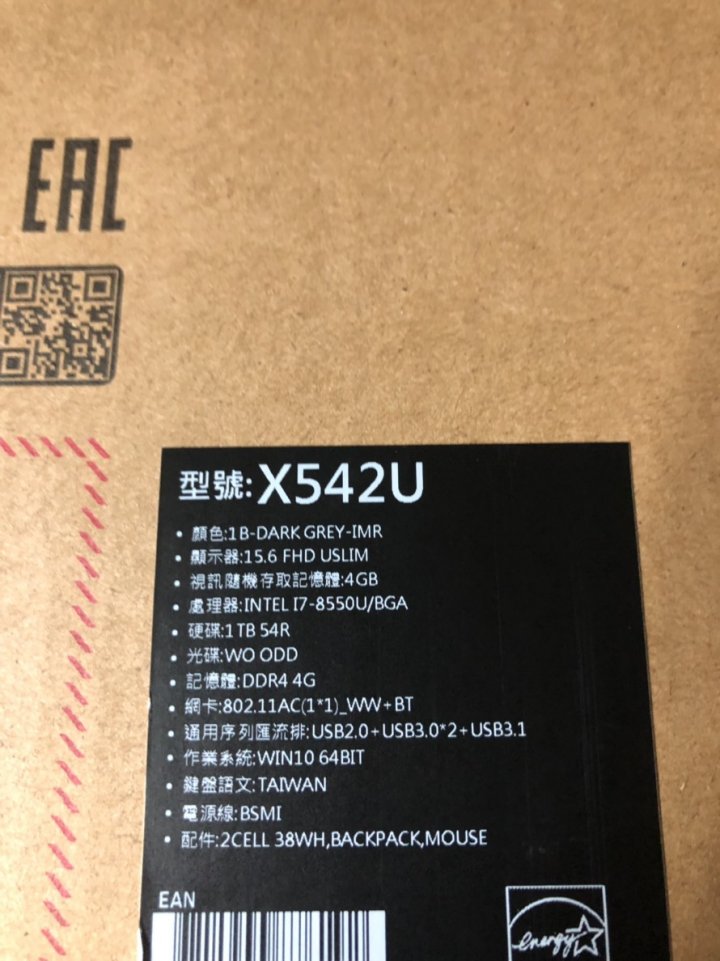 EAC
型號:X542U
• 顏色:1B-DARK GREY-IMR
• 顯示器:15.6 FHD USLIM
• 視訊隨機存取記憶體:4GB
• 處理器:INTEL I7-8550U/BGA
• 硬碟:1TB 54R
• 光碟:WO ODD
• 記憶體:DDR4 4G
• 網卡:802.11AC(1*1)_WW+BT
• 通用序列匯流排:USB2.0+USB3.0*2+USB3.1
• 作業系統:WIN10 64BIT
• 鍵盤語文:TAIWAN
• 電源線:BSMI
• 配件:2CELL 38WH,BACKPACK,MOUSE
EAN
energy